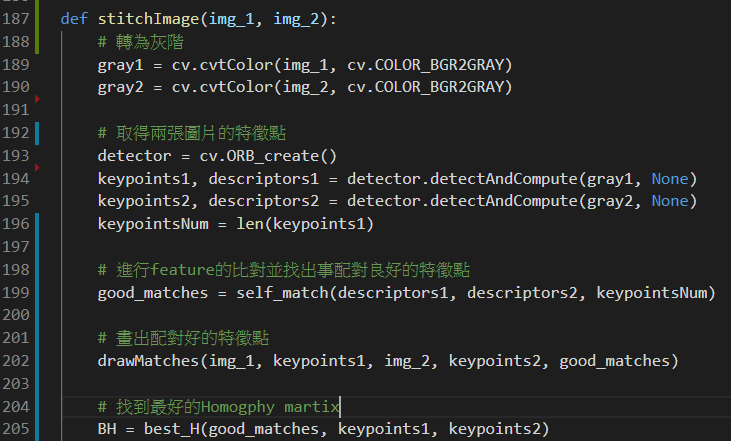 187 def stitchImage(img_1, img_2):
188 # 轉為灰階
189 gray1 = cv.cvtColor(img_1, cv.COLOR_BGR2GRAY)
190 gray2 = cv.cvtColor(img_2, cv.COLOR_BGR2GRAY)
191
192 # 取得兩張圖片的特徵點
193 detector = cv.ORB_create()
194 keypoints1, descriptors1 = detector.detectAndCompute(gray1, None)
195 keypoints2, descriptors2 = detector.detectAndCompute(gray2, None)
196 keypointsNum = len(keypoints1)
197
198 # 進行feature的比對並找出事配對良好的特徵點
199 good_matches = self_match(descriptors1, descriptors2, keypointsNum)
200
201 # 畫出配對好的特徵點
202 drawMatches(img_1, keypoints1, img_2, keypoints2, good_matches)
203
204 # 找到最好的Homogphy martix
205 BH = best_H(good_matches, keypoints1, keypoints2)